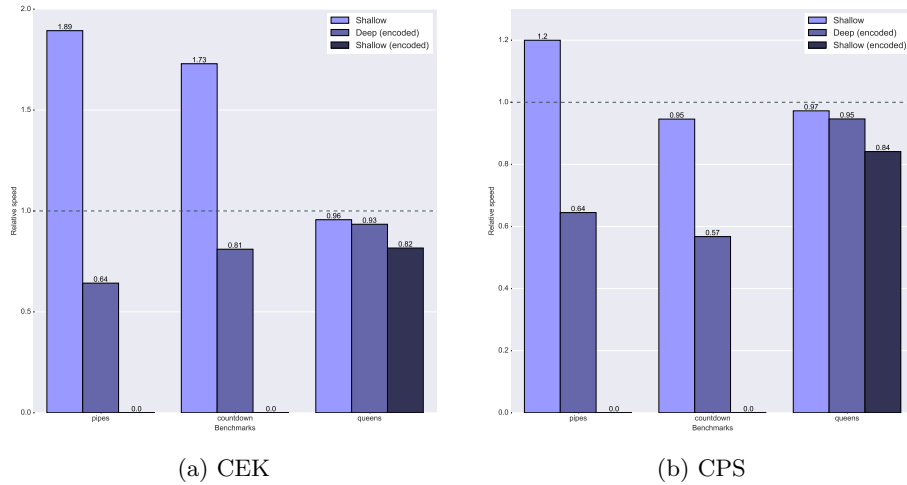 2.0
1.5
1.0
0.5
0.0
Relative speed
1.89
0.64
0.0
1.73
0.81
0.0
0.96
0.93
0.82
Shallow
Deep (encoded)
Shallow (encoded)
pipes
countdown
queens
Benchmarks
(a) CEK
1.2
1.0
0.8
0.6
0.4
0.2
0.0
Relative speed
1.2
0.64
0.0
0.95
0.57
0.0
0.97
0.95
0.84
Shallow
Deep (encoded)
Shallow (encoded)
pipes
countdown
queens
Benchmarks
(b) CPS